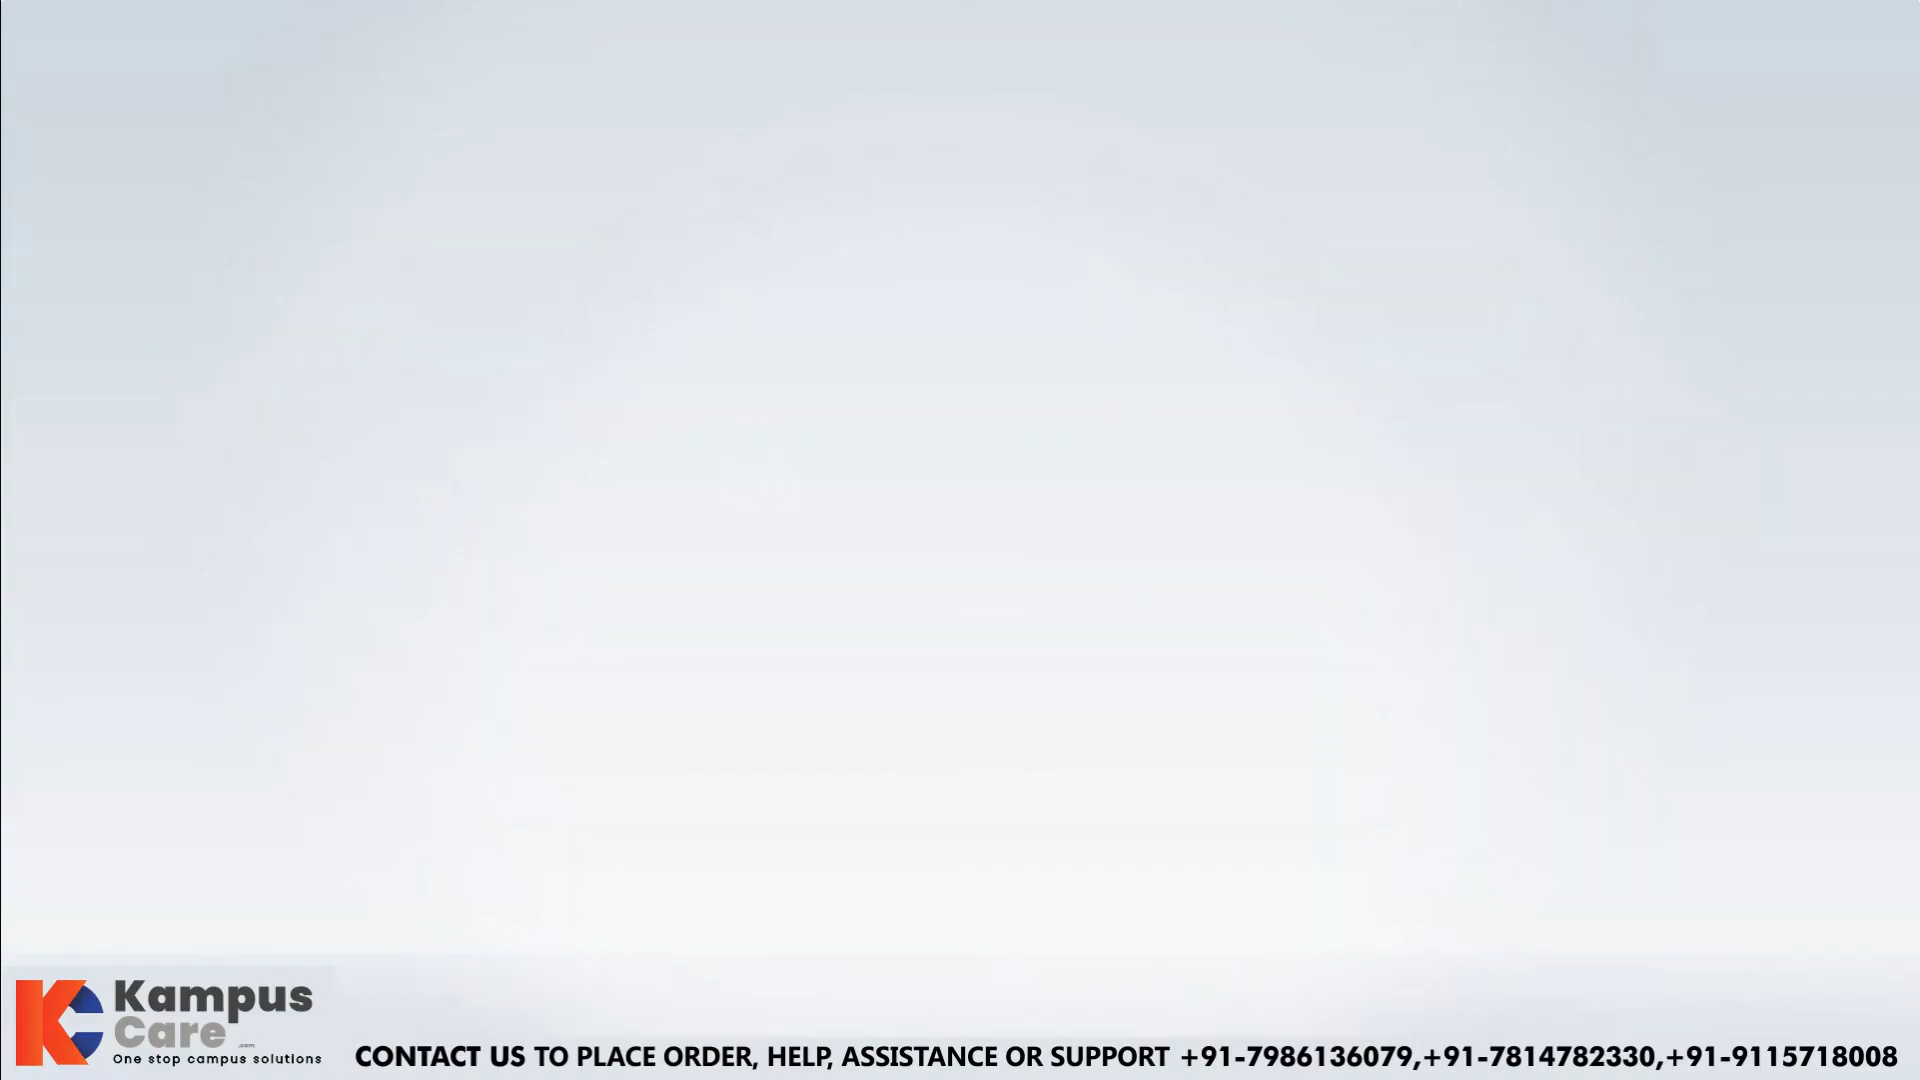 Kampus
Care
.com
One stop campus solutions
CONTACT US TO PLACE ORDER, HELP, ASSISTANCE OR SUPPORT +91-7986136079,+91-7814782330,+91-9115718008